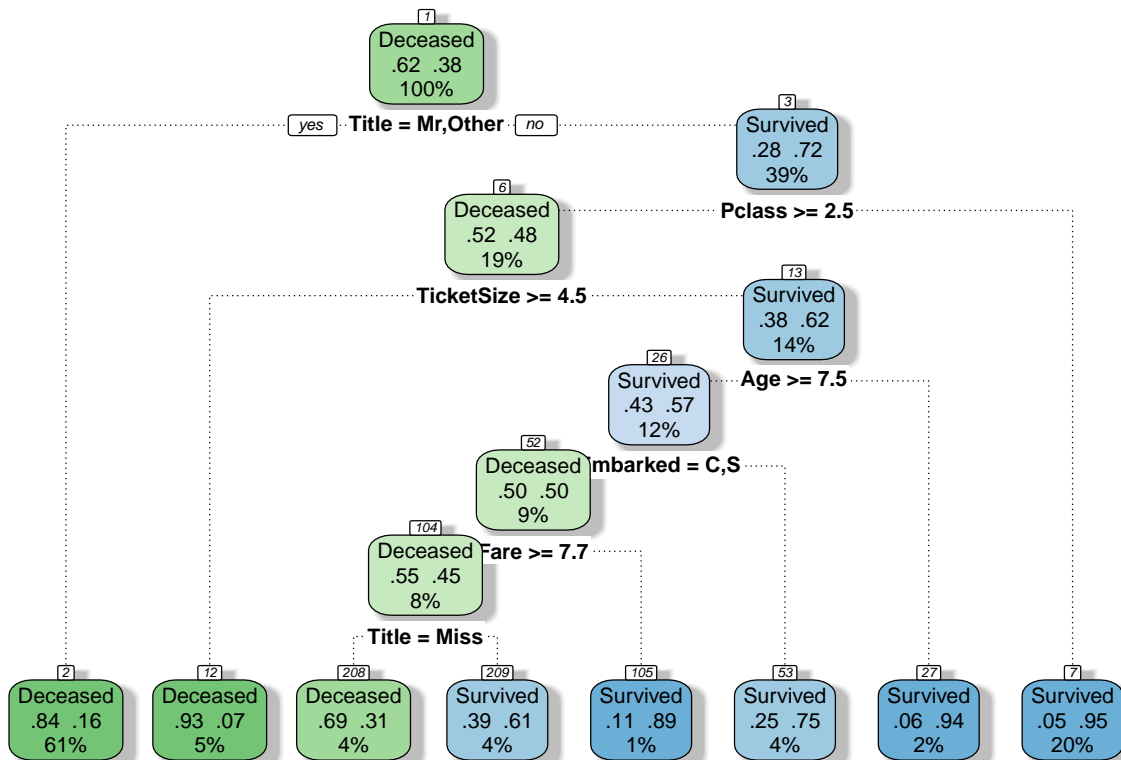 1
Deceased
.62 .38
100%
yes Title = Mr,Other no
3
Survived
.28 .72
39%
Pclass >= 2.5
6
Deceased
.52 .48
19%
TicketSize >= 4.5
13
Survived
.38 .62
14%
Age >= 7.5
26
Survived
.43 .57
12%
mbarked = C,S
52
Deceased
.50 .50
9%
Fare >= 7.7
104
Deceased
.55 .45
8%
Title = Miss
2
Deceased
.84 .16
61%
12
Deceased
.93 .07
5%
208
Deceased
.69 .31
4%
209
Survived
.39 .61
4%
105
Survived
.11 .89
1%
53
Survived
.25 .75
4%
27
Survived
.06 .94
2%
7
Survived
.05 .95
20%